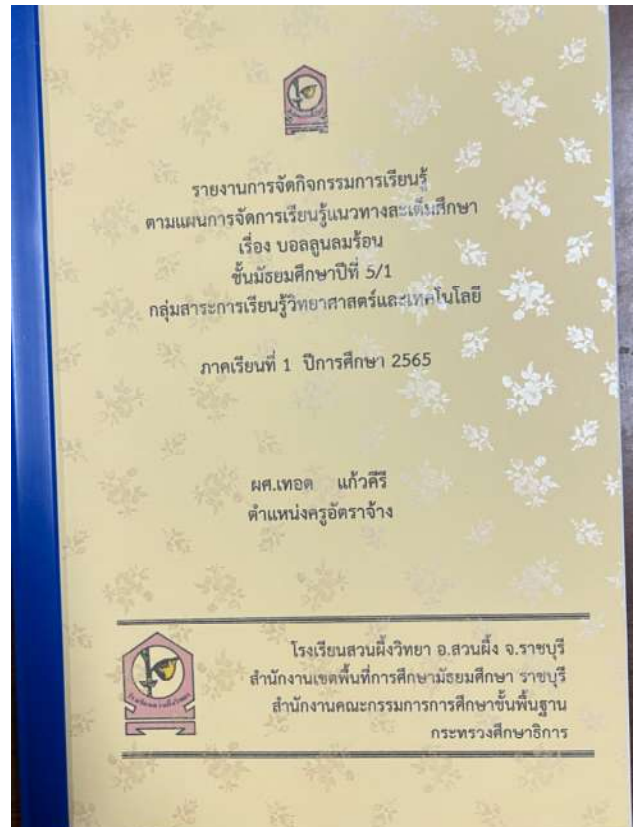 รายงานการจัดกิจกรรมการเรียนรู้
ตามแผนการจัดการเรียนรู้แนวทางสะเต็มศึกษา
เรื่อง บอลลูนลมร้อน
ชั้นมัธยมศึกษาปีที่ 5/1
กลุ่มสาระการเรียนรู้วิทยาศาสตร์และเทคโนโลยี
ภาคเรียนที่ 1 ปีการศึกษา 2565
ผศ.เทอด แก้วคีรี
ตำแหน่งครูอัตราจ้าง
โรงเรียนสวนผึ้งวิทยา อ.สวนผึ้ง จ.ราชบุรี
สำนักงานเขตพื้นที่การศึกษามัธยมศึกษา ราชบุรี
สำนักงานคณะกรรมการการศึกษาขั้นพื้นฐาน
กระทรวงศึกษาธิการ